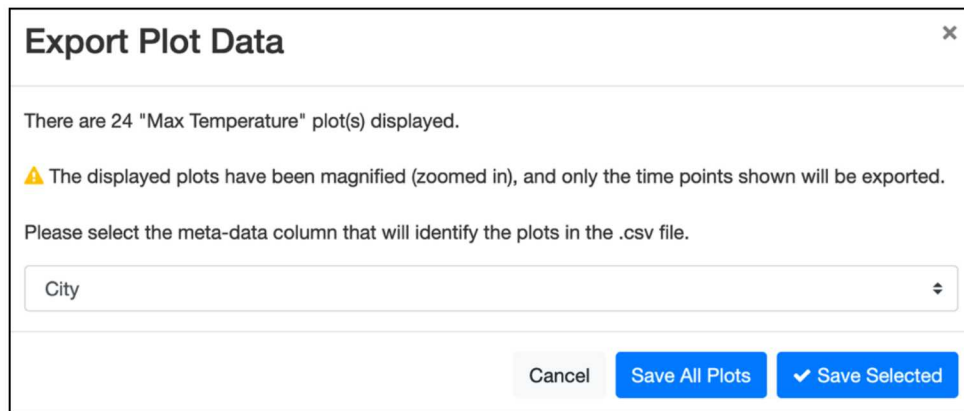 Export Plot Data
There are 24 "Max Temperature" plot(s) displayed.
The displayed plots have been magnified (zoomed in), and only the time points shown will be exported.
Please select the meta-data column that will identify the plots in the .csv file.
City
Cancel
Save All Plots
Save Selected